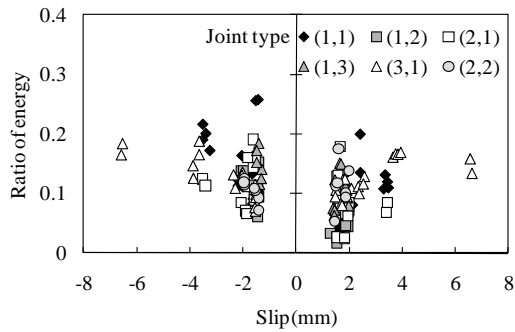 0.4
Joint type (1,1) (1,2) (2,1)
(1,3) (3,1) (2,2)
0.3
0.2
0.1
0
Ratio of energy
-8 -6 -4 -2 0 2 4 6 8
Slip(mm)